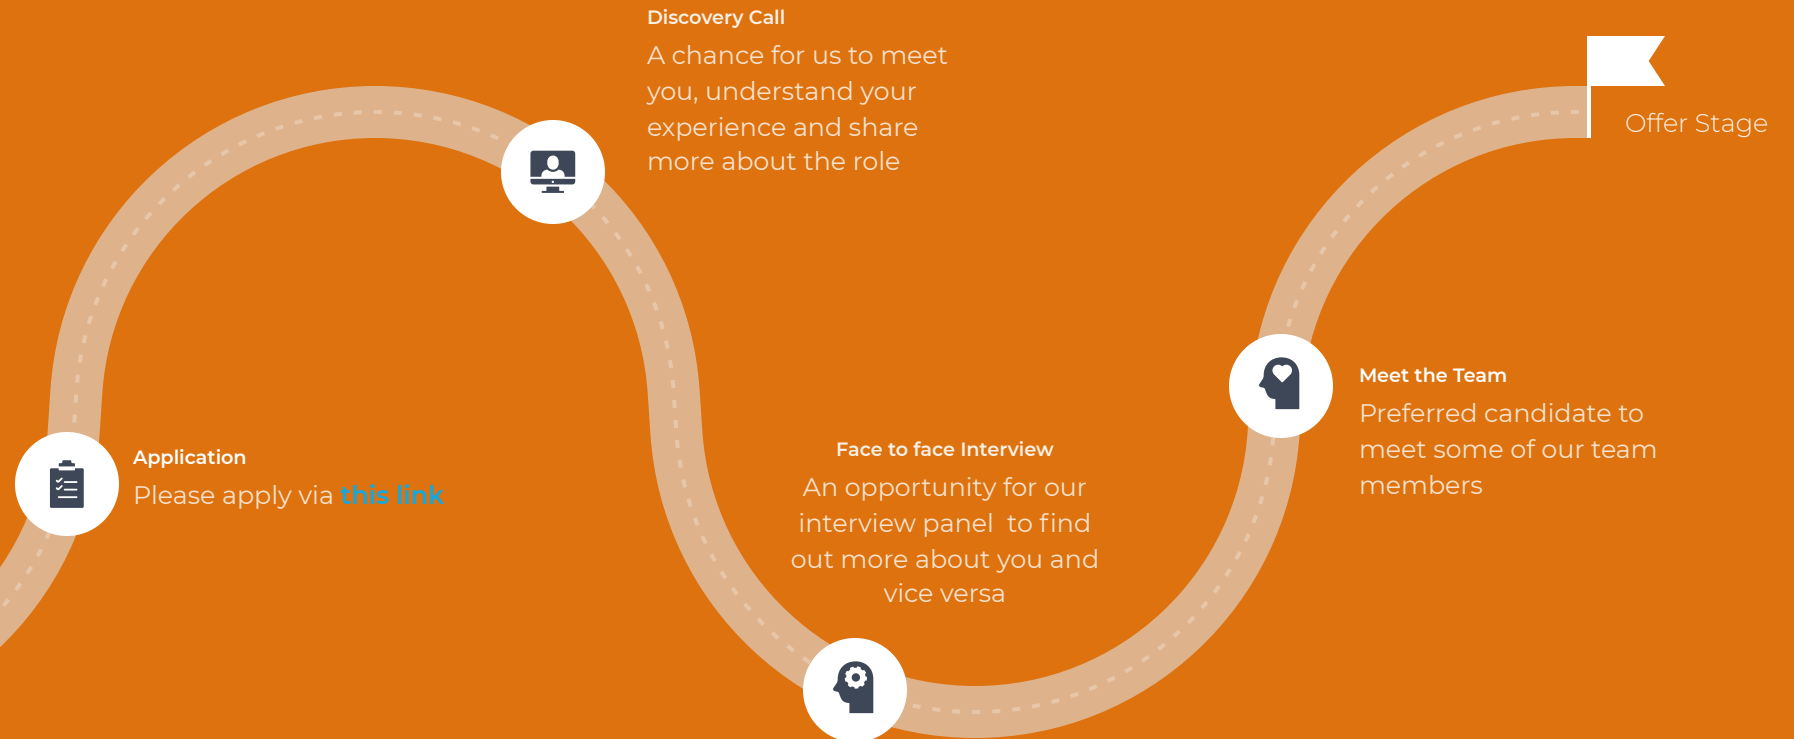 Application
Please apply via this link
Discovery Call
A chance for us to meet
you, understand your
experience and share
more about the role
Face to face Interview
An opportunity for our
interview panel  to find
out more about you and
vice versa
Meet the Team
Preferred candidate to
meet some of our team
members
Offer Stage